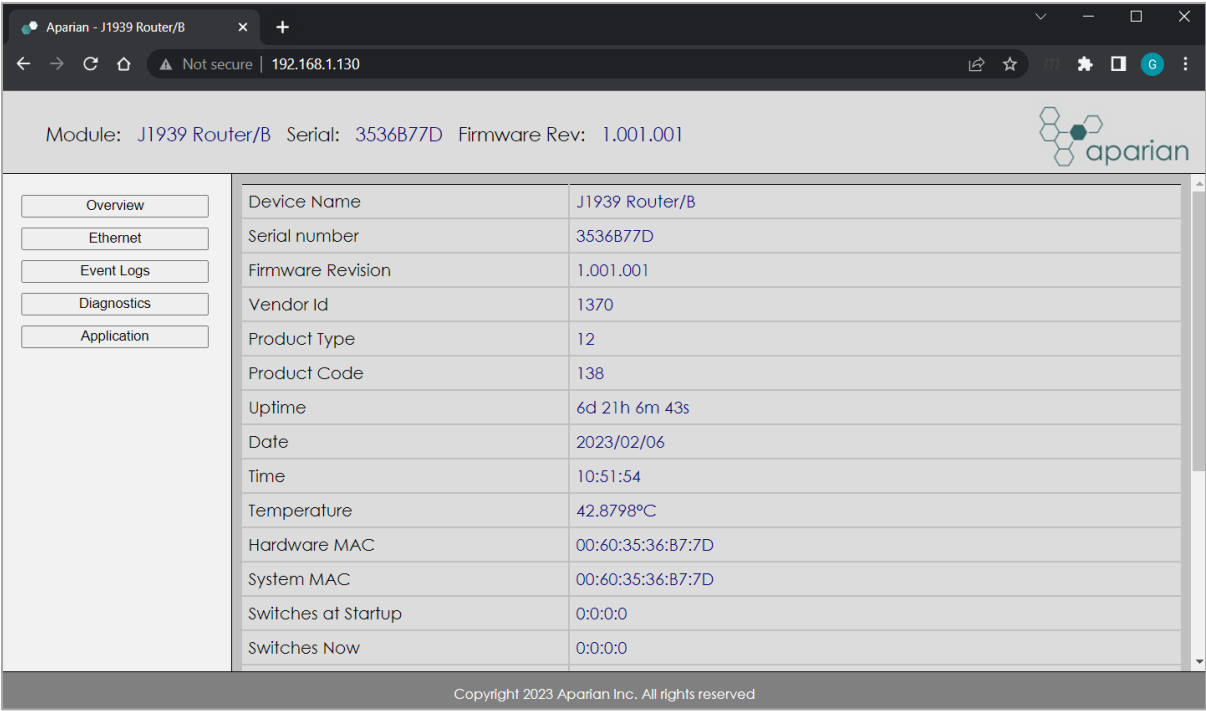 Aparian - J1939 Router/B
Not secure | 192.168.1.130
G
Module: J1939 Router/B Serial: 3536B77D Firmware Rev: 1.001.001
aparian
Overview
Ethernet
Event Logs
Diagnostics
Application
Device Name J1939 Router/B
Serial number 3536B77D
Firmware Revision 1.001.001
Vendor Id 1370
Product Type 12
Product Code 138
Uptime 6d 21h 6m 43s
Date 2023/02/06
Time 10:51:54
Temperature 42.8798°C
Hardware MAC 00:60:35:36:B7:7D
System MAC 00:60:35:36:B7:7D
Switches at Startup 0:0:0:0
Switches Now 0:0:0:0
Copyright 2023 Aparian Inc. All rights reserved